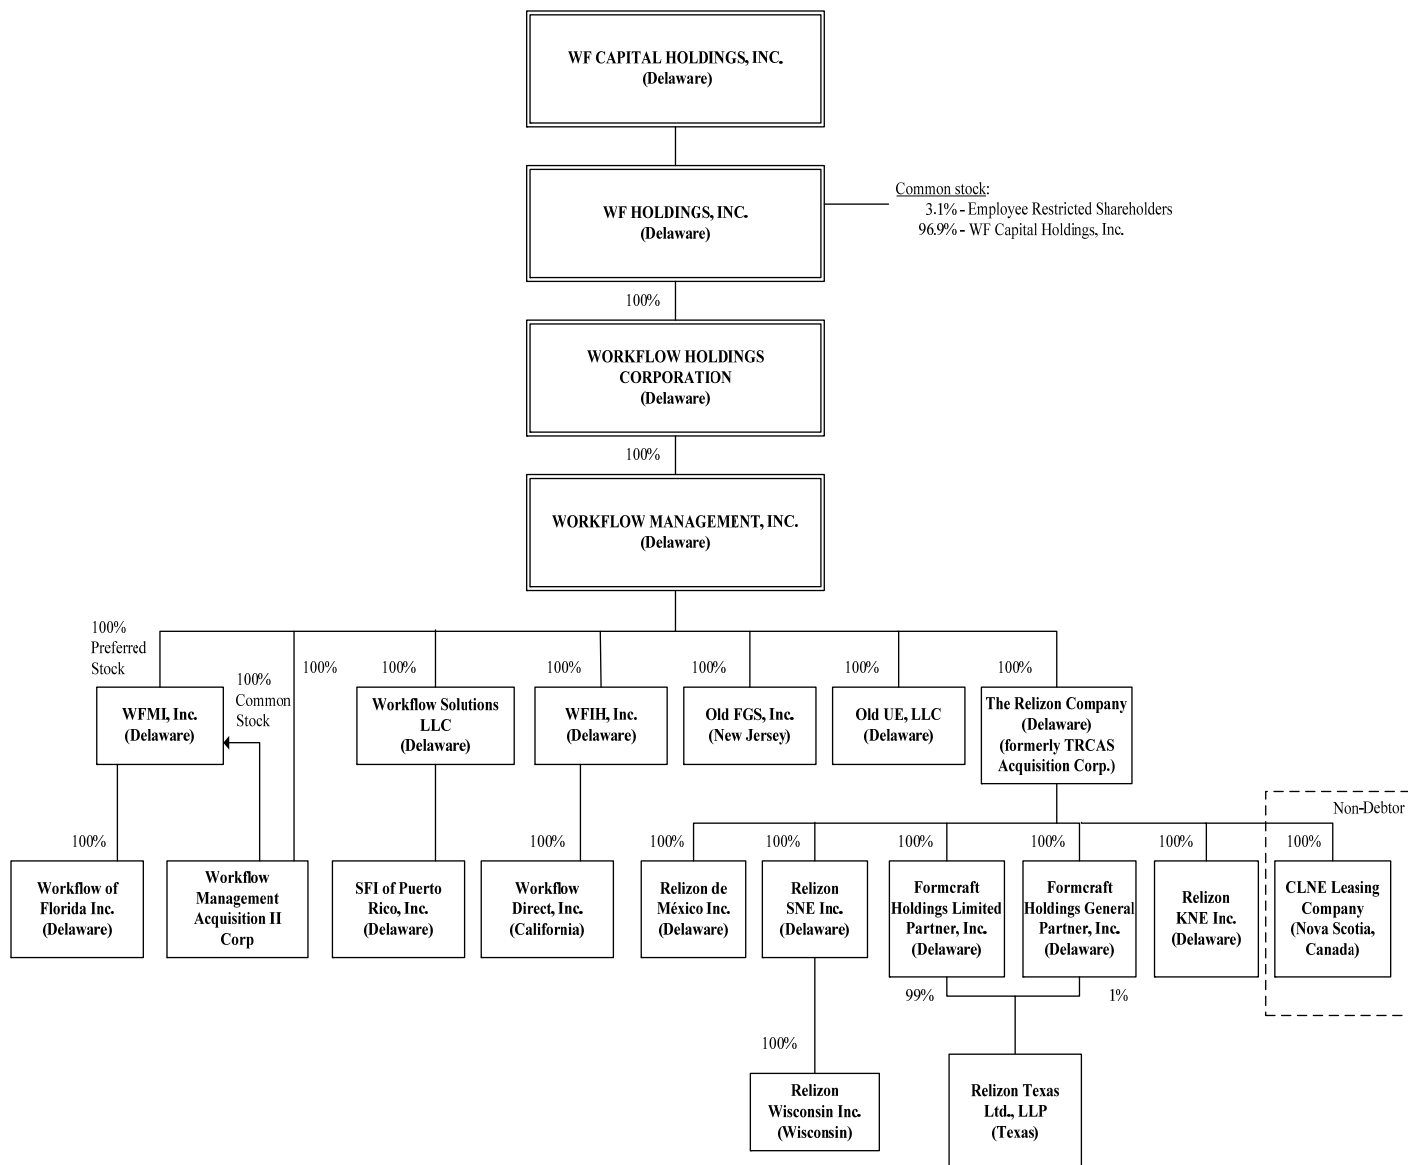 WF CAPITAL HOLDINGS, INC.
(Delaware)
WF HOLDINGS, INC.
(Delaware)
Common stock:
3.1% - Employee Restricted Shareholders
96.9% - WF Capital Holdings, Inc.
100%
WORKFLOW HOLDINGS
CORPORATION
(Delaware)
100%
WORKFLOW MANAGEMENT, INC.
(Delaware)
100%
Preferred
Stock
100%
Common
Stock
100%
100%
100%
100%
100%
100%
WFMI, Inc.
(Delaware)
Workflow Solutions
LLC
(Delaware)
WFIH, Inc.
(Delaware)
Old FGS, Inc.
(New Jersey)
Old UE, LLC
(Delaware)
The Relizon Company
(Delaware)
(formerly TRCAS
Acquisition Corp.)
Non-Debtor
100%
100%
100%
100%
100%
100%
100%
Workflow of
Florida Inc.
(Delaware)
Workflow
Management
Acquisition II
Corp
SFI of Puerto
Rico, Inc.
(Delaware)
Workflow
Direct, Inc.
(California)
Relizon de
México Inc.
(Delaware)
Relizon
SNE Inc.
(Delaware)
Formcraft
Holdings Limited
Partner, Inc.
(Delaware)
Formcraft
Holdings General
Partner, Inc.
(Delaware)
Relizon
KNE Inc.
(Delaware)
CLNE Leasing
Company
(Nova Scotia,
Canada)
99%
1%
100%
Relizon
Wisconsin Inc.
(Wisconsin)
Relizon Texas
Ltd., LLP
(Texas)